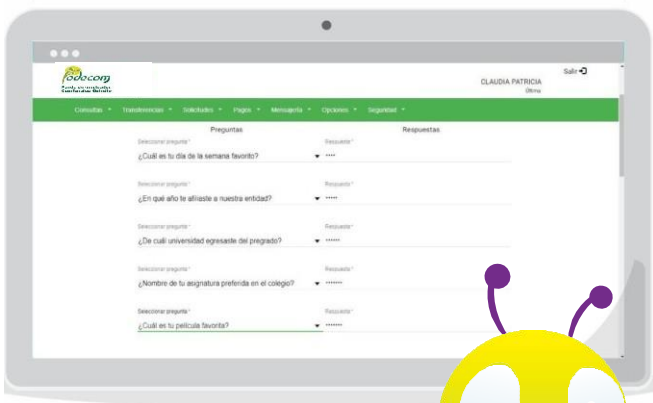 Fodecom
Salir
CLAUDIA PATRICIA
Última
Consultas Transferencias Solicitudes Pagos Mensajería Opciones Seguridad
Preguntas Respuestas
Seleccionar pregunta * Respuesta *
¿Cuál es tu día de la semana favorito? ••••
Seleccionar pregunta * Respuesta *
¿En qué año te afiliaste a nuestra entidad? •••••
Seleccionar pregunta * Respuesta *
¿De cuál universidad egresaste del pregrado? ••••••
Seleccionar pregunta * Respuesta *
¿Nombre de tu asignatura preferida en el colegio? •••••••
Seleccionar pregunta * Respuesta *
¿Cuál es tu película favorita? •••••••